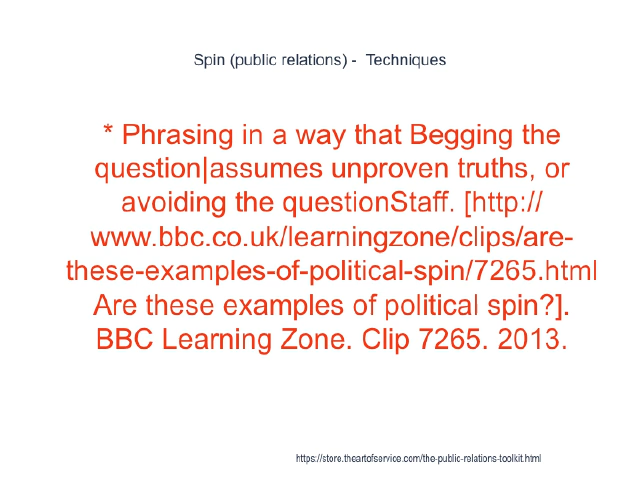 Spin (public relations) -  Techniques
* Phrasing in a way that Begging the
question|assumes unproven truths, or
avoiding the questionStaff. [http://
www.bbc.co.uk/learningzone/clips/are-
these-examples-of-political-spin/7265.html
Are these examples of political spin?].
BBC Learning Zone. Clip 7265. 2013.
https://store.theartofservice.com/the-public-relations-toolkit.html